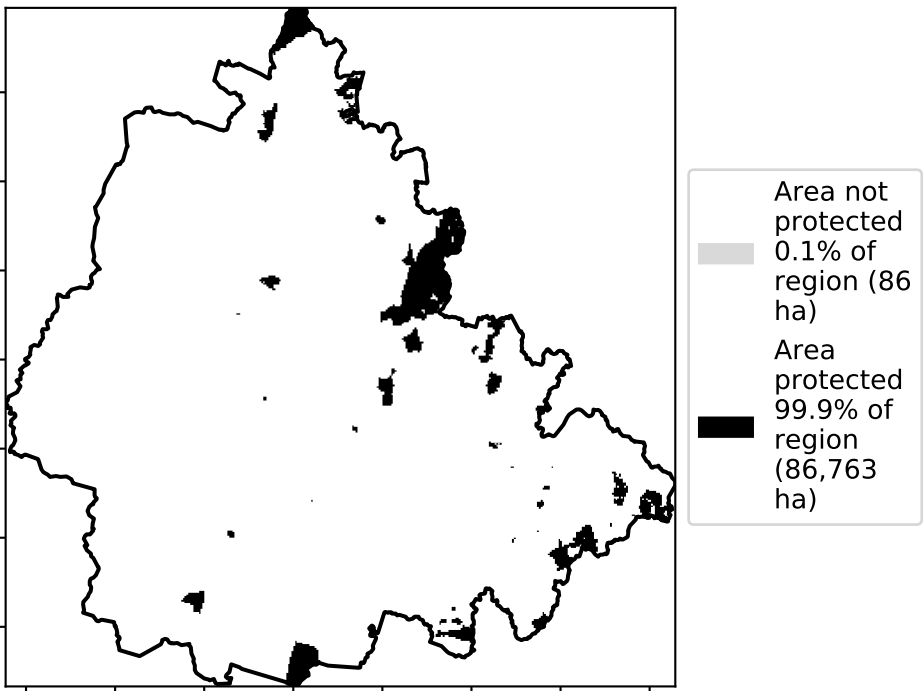 Area not
protected
0.1% of
region (86
ha)
Area
protected
99.9% of
region
(86,763
ha)